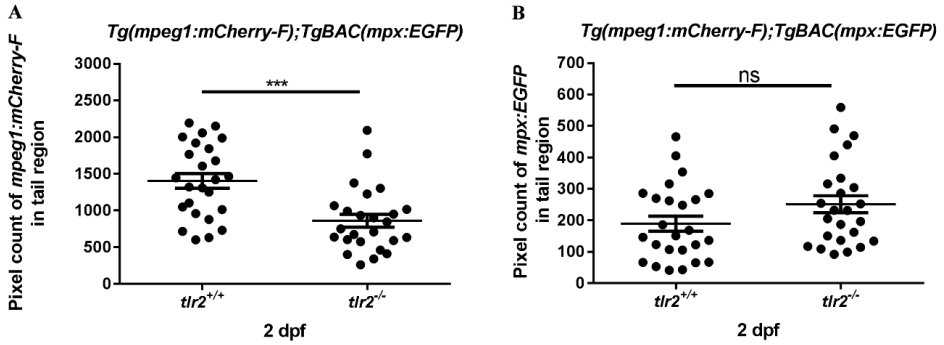 A
Tg(mpeg1:mCherry-F);TgBAC(mpx:EGFP)
Pixel count of mpeg1:mCherry-F
in tail region
3000
2500
2000
1500
1000
500
0
***
tlr2+/+
tlr2-/-
2 dpf
B
Tg(mpeg1:mCherry-F);TgBAC(mpx:EGFP)
Pixel count of mpx:EGFP
in tail region
700
600
500
400
300
200
100
0
ns
tlr2+/+
tlr2-/-
2 dpf